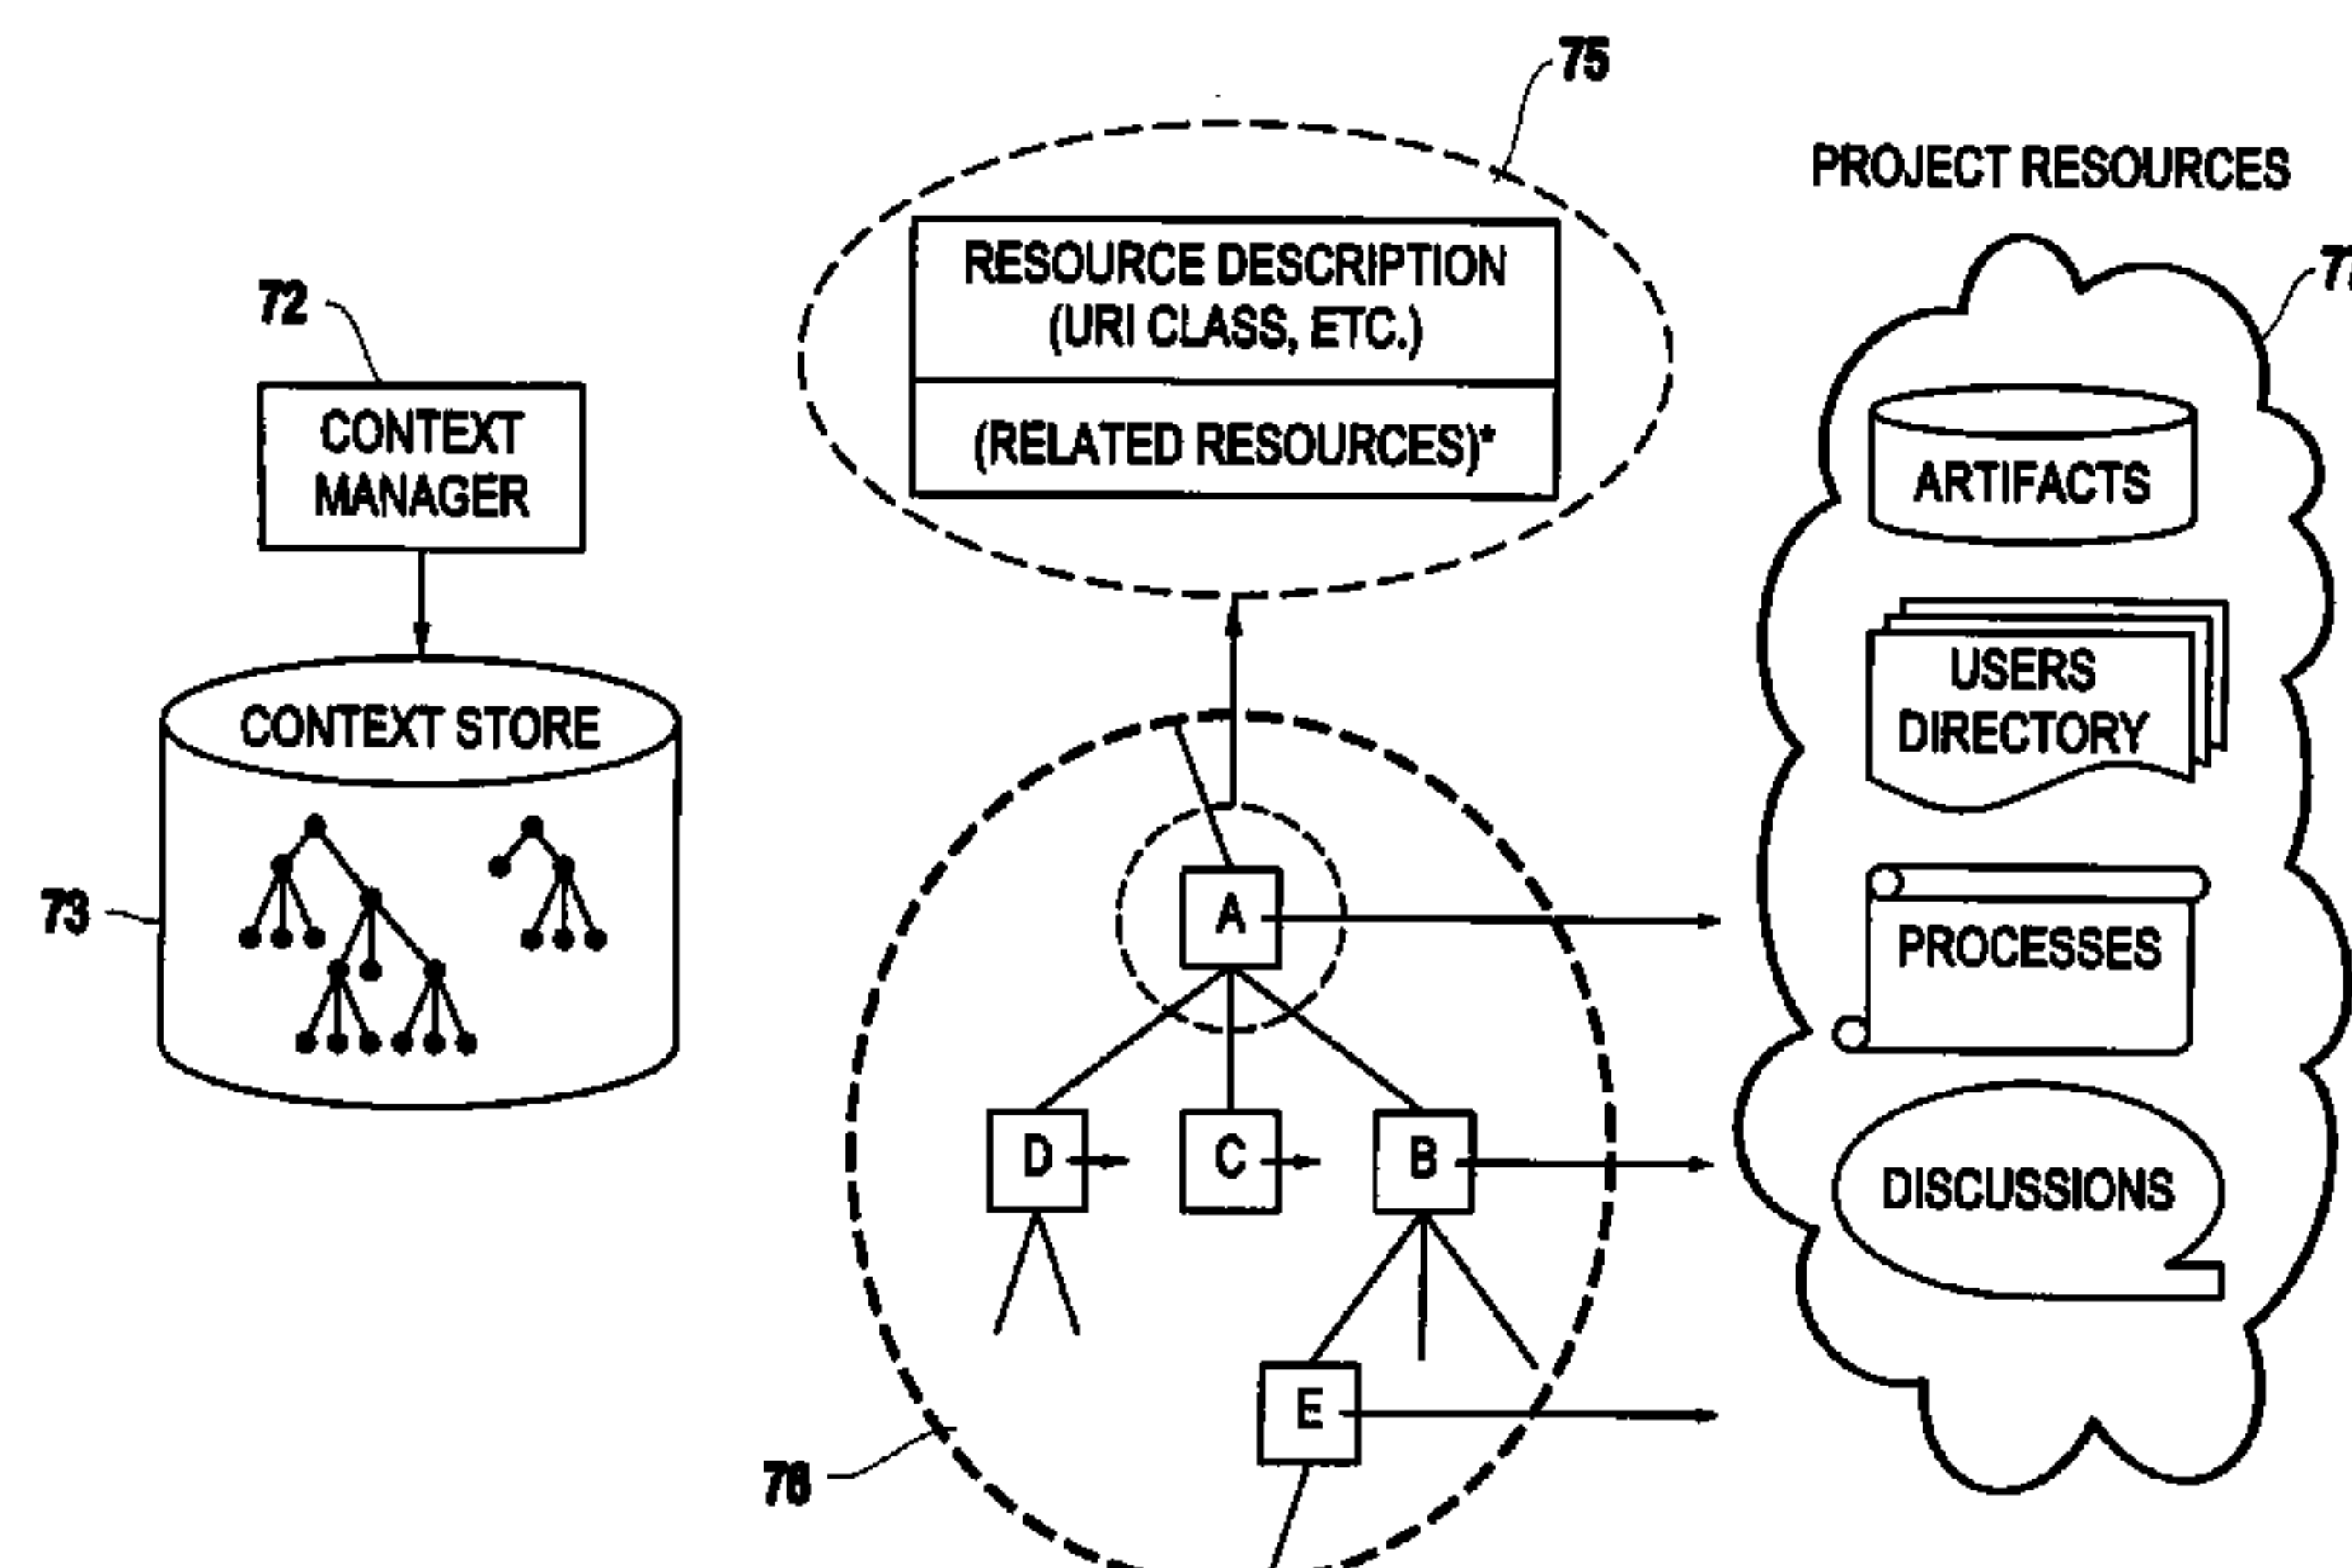 75
PROJECT RESOURCES
RESOURCE DESCRIPTION
(URI CLASS, ETC.)
(RELATED RESOURCES)*
72
CONTEXT
MANAGER
CONTEXT STORE
73
ARTIFACTS
USERS
DIRECTORY
PROCESSES
DISCUSSIONS
A
D
C
B
E